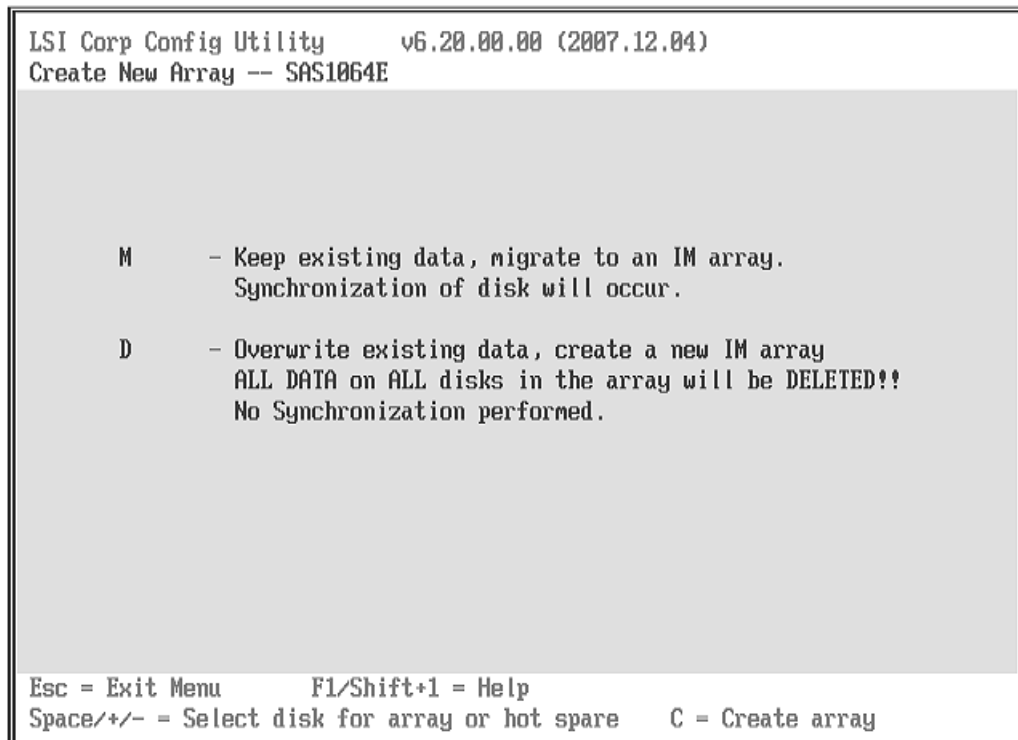 LSI Corp Config Utility v6.20.00.00 (2007.12.04)
Create New Array -- SAS1064E
M - Keep existing data, migrate to an IM array.
Synchronization of disk will occur.
D - Overwrite existing data, create a new IM array
ALL DATA on ALL disks in the array will be DELETED!!
No Synchronization performed.
Esc = Exit Menu F1/Shift+1 = Help
Space/+/- = Select disk for array or hot spare C = Create array